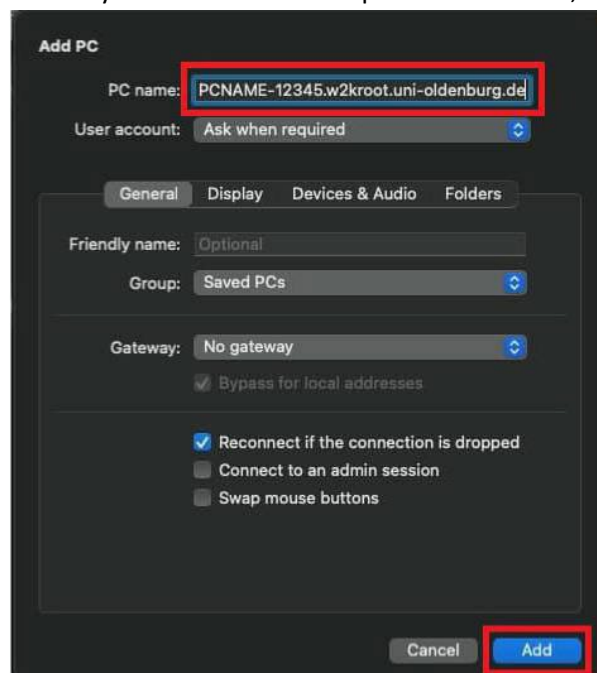 Add PC
PC name: PCNAME-12345.w2kroot.uni-oldenburg.de
User account: Ask when required
General Display Devices & Audio Folders
Friendly name: Optional
Group: Saved PCs
Gateway: No gateway
Bypass for local addresses
Reconnect if the connection is dropped
Connect to an admin session
Swap mouse buttons
Cancel Add